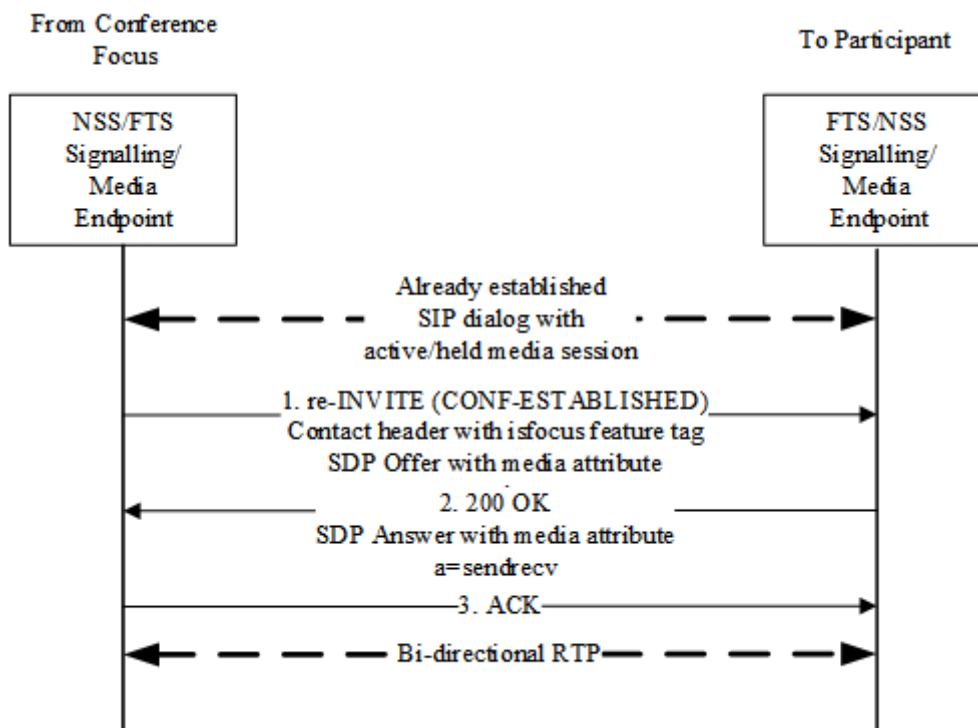 From Conference
Focus
To Participant
NSS/FTS
Signalling/
Media
Endpoint
FTS/NSS
Signalling/
Media
Endpoint
Already established
SIP dialog with
active/held media session
1. re-INVITE (CONF-ESTABLISHED)
Contact header with isfocus feature tag
SDP Offer with media attribute
2. 200 OK
SDP Answer with media attribute
a=sendrecv
3. ACK
Bi-directional RTP